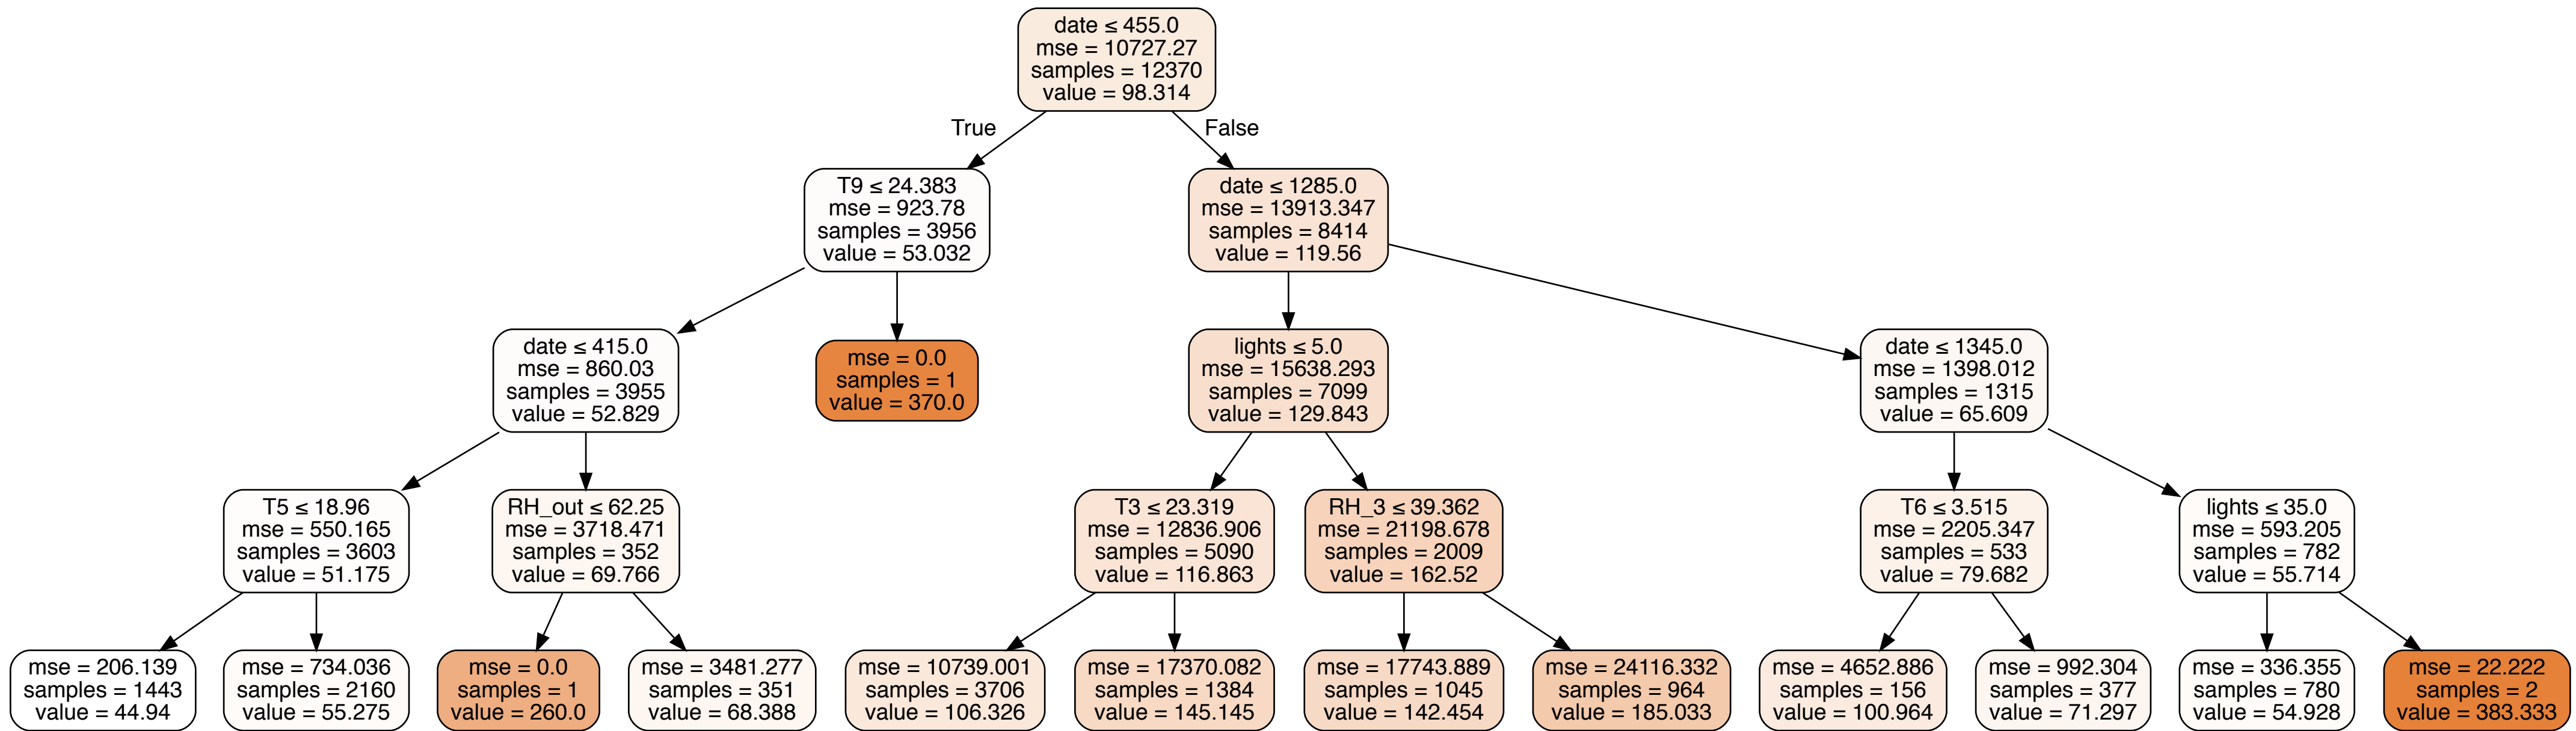 date ≤ 455.0
mse = 10727.27
samples = 12370
value = 98.314
True
False
T9 ≤ 24.383
mse = 923.78
samples = 3956
value = 53.032
date ≤ 1285.0
mse = 13913.347
samples = 8414
value = 119.56
date ≤ 415.0
mse = 860.03
samples = 3955
value = 52.829
mse = 0.0
samples = 1
value = 370.0
lights ≤ 5.0
mse = 15638.293
samples = 7099
value = 129.843
date ≤ 1345.0
mse = 1398.012
samples = 1315
value = 65.609
T5 ≤ 18.96
mse = 550.165
samples = 3603
value = 51.175
RH_out ≤ 62.25
mse = 3718.471
samples = 352
value = 69.766
T3 ≤ 23.319
mse = 12836.906
samples = 5090
value = 116.863
RH_3 ≤ 39.362
mse = 21198.678
samples = 2009
value = 162.52
T6 ≤ 3.515
mse = 2205.347
samples = 533
value = 79.682
lights ≤ 35.0
mse = 593.205
samples = 782
value = 55.714
mse = 206.139
samples = 1443
value = 44.94
mse = 734.036
samples = 2160
value = 55.275
mse = 0.0
samples = 1
value = 260.0
mse = 3481.277
samples = 351
value = 68.388
mse = 10739.001
samples = 3706
value = 106.326
mse = 17370.082
samples = 1384
value = 145.145
mse = 17743.889
samples = 1045
value = 142.454
mse = 24116.332
samples = 964
value = 185.033
mse = 4652.886
samples = 156
value = 100.964
mse = 992.304
samples = 377
value = 71.297
mse = 336.355
samples = 780
value = 54.928
mse = 22.222
samples = 2
value = 383.333